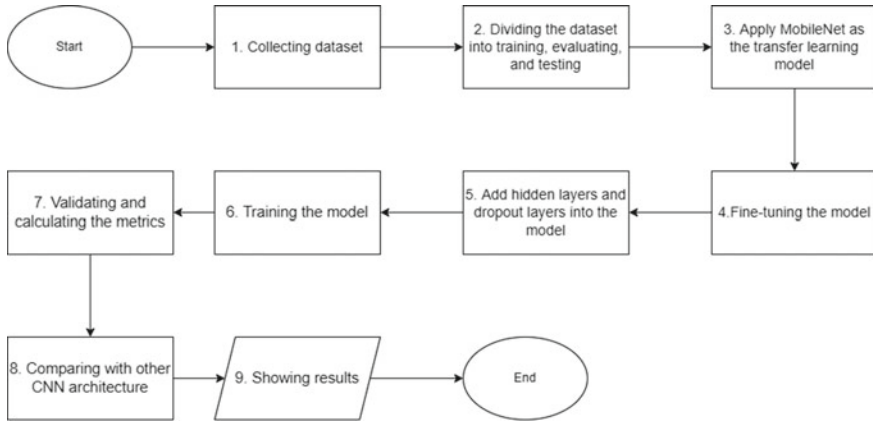 Start
1. Collecting dataset
2. Dividing the dataset
into training, evaluating,
and testing
3. Apply MobileNet as
the transfer learning
model
4.Fine-tuning the model
5. Add hidden layers and
dropout layers into the
model
6. Training the model
7. Validating and
calculating the metrics
8. Comparing with other
CNN architecture
9. Showing results
End